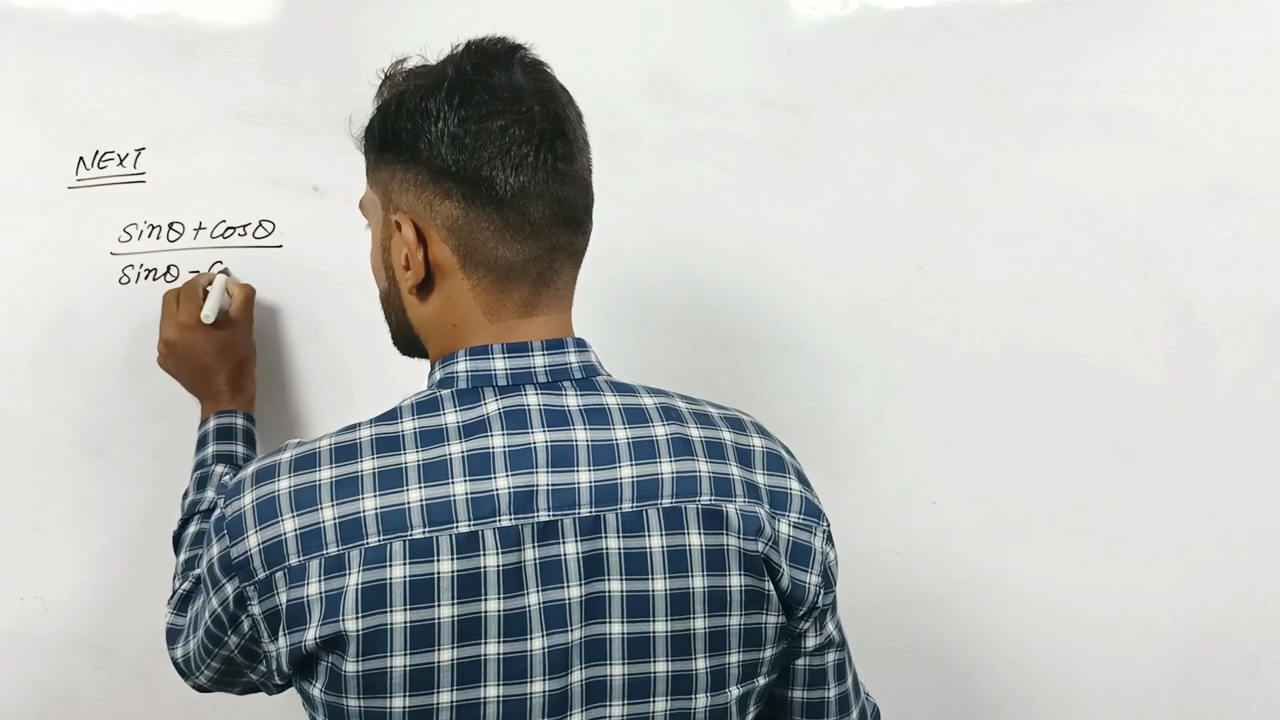 NEXT
sinθ + cosθ
sinθ - c